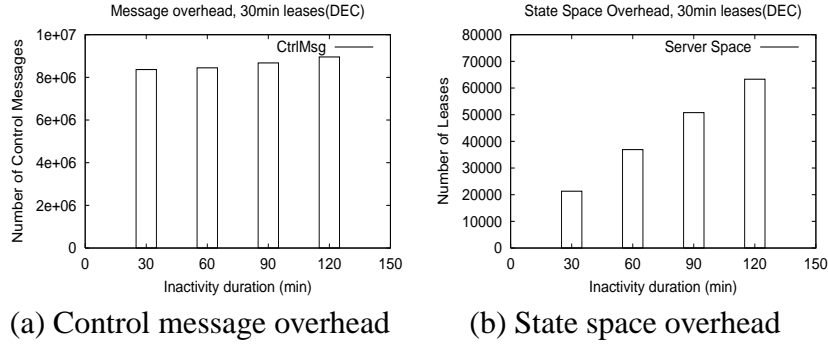 Message overhead, 30min leases(DEC)
1e+07
8e+06
6e+06
4e+06
2e+06
0
Number of Control Messages
CtrlMsg
0 30 60 90 120 150
Inactivity duration (min)
(a) Control message overhead
State Space Overhead, 30min leases(DEC)
80000
70000
60000
50000
40000
30000
20000
10000
0
Number of Leases
Server Space
0 30 60 90 120 150
Inactivity duration (min)
(b) State space overhead